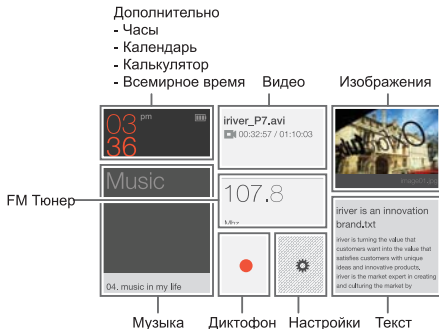 Дополнительно
- Часы
- Календарь
- Калькулятор
- Всемирное время
Видео
Изображения
03 pm
36
iriver_P7.avi
00:32:57 / 01:10:03
image01.jpg
Music
FM Тюнер
107.8
MHz
iriver is an innovation
brand.txt
iriver is turning the value that
customers want into the value that
satisfies customers with unique
ideas and innovative products,
iriver is the market expert in creating
and culturing the market by
04. music in my life
Музыка
Диктофон
Настройки
Текст